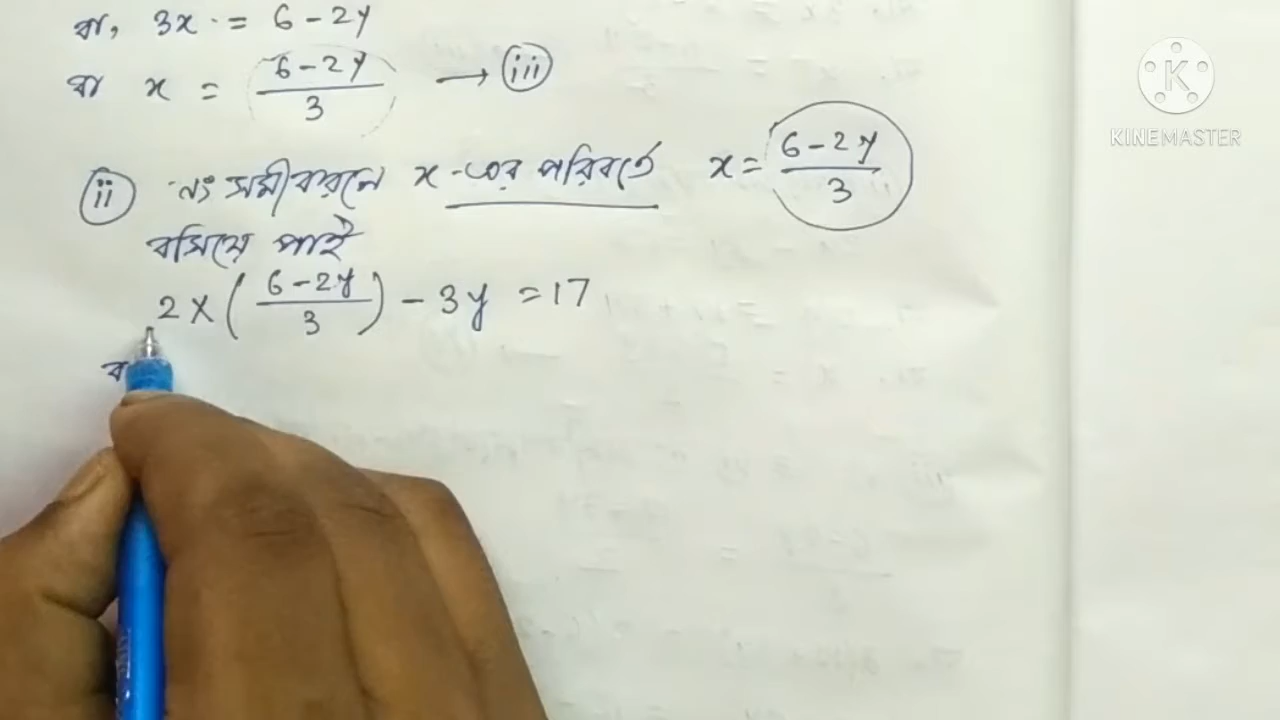 বা, 3x = 6 - 2y
বা x = (6 - 2y)/3 → (iii)
(ii) নং সমীকরণে x-এর পরিবর্তে x = (6 - 2y)/3
বসিয়ে পাই
2 × ((6 - 2y)/3) - 3y = 17
ব
K
KINEMASTER